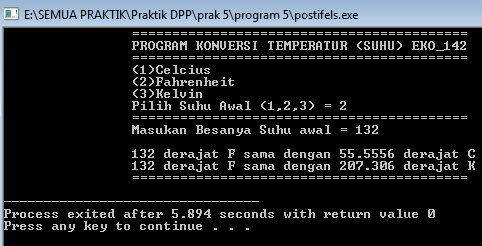 E:\SEMUA PRAKTIK\Praktik DPP\prak 5\program 5\postifels.exe
==========================================
PROGRAM KONVERSI TEMPERATUR (SUHU) EKO_142
==========================================
(1)Celcius
(2)Fahrenheit
(3)Kelvin
Pilih Suhu Awal (1,2,3) = 2
==========================================
Masukan Besanya Suhu awal = 132
132 derajat F sama dengan 55.5556 derajat C
132 derajat F sama dengan 207.306 derajat K
==========================================
--------------------------------
Process exited after 5.894 seconds with return value 0
Press any key to continue . . .